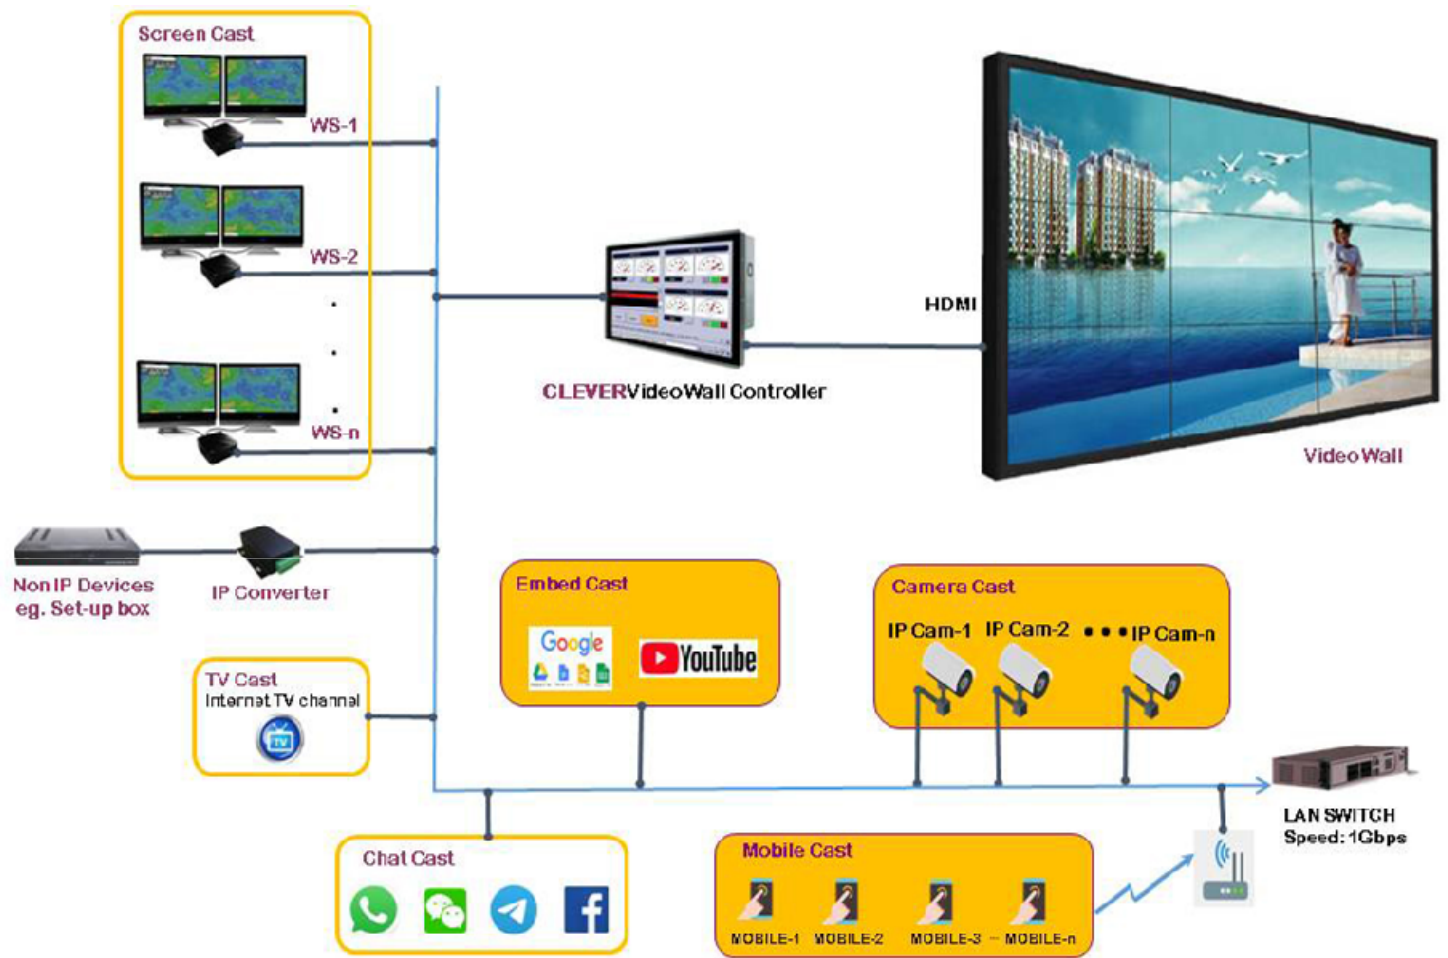 Screen Cast
WS-1
WS-2
WS-n
HDMI
CLEVERVideoWall Controller
VideoWall
Non IP Devices
eg. Set-up box
IP Converter
Embed Cast
Google
YouTube
Camera Cast
IP Cam-1 IP Cam-2 ••• IP Cam-n
TV Cast
Internet TV channel
TV
LAN SWITCH
Speed: 1Gbps
Chat Cast
Mobile Cast
MOBILE-1 MOBILE-2 MOBILE-3 – MOBILE-n